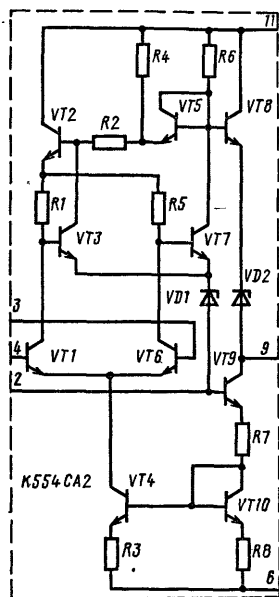 11
R4
R6
VT2
R2
VT5
VT8
R1
VT3
R5
VT7
VD1
VD2
3
4
VT1
VT6
VT9
9
2
R7
К554СА2
VT4
VT10
R3
R8
6